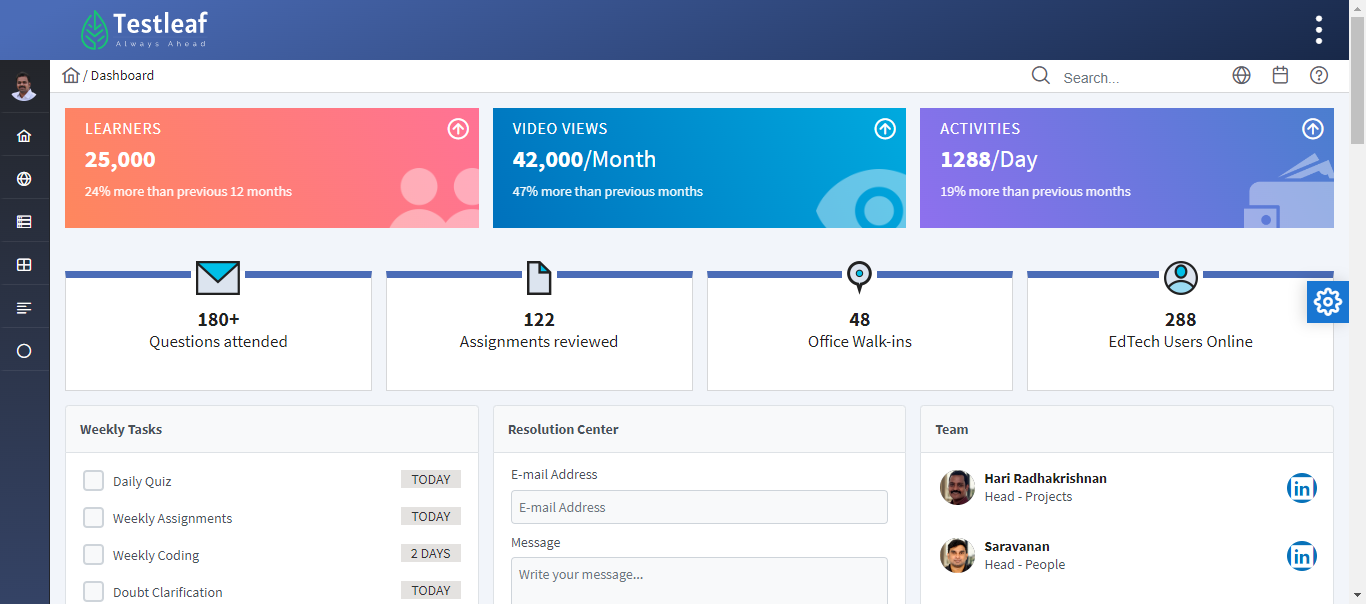 Testleaf
Always Ahead
/ Dashboard
Search...
LEARNERS
25,000
24% more than previous 12 months
VIDEO VIEWS
42,000/Month
47% more than previous months
ACTIVITIES
1288/Day
19% more than previous months
180+
Questions attended
122
Assignments reviewed
48
Office Walk-ins
288
EdTech Users Online
Weekly Tasks
Daily Quiz TODAY
Weekly Assignments TODAY
Weekly Coding 2 DAYS
Doubt Clarification TODAY
Resolution Center
E-mail Address
E-mail Address
Message
Write your message...
Team
Hari Radhakrishnan
Head - Projects
in
Saravanan
Head - People
in